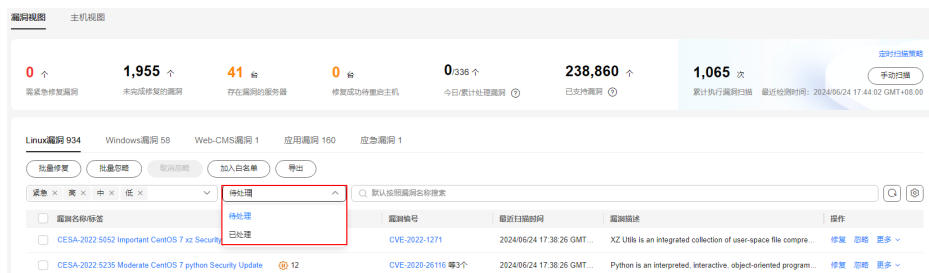 漏洞视图 主机视图
定时扫描策略
0 个 1,955 个 41 台 0 台 0/336 个 238,860 个 1,065 次 手动扫描
需紧急修复漏洞 未完成修复的漏洞 存在漏洞的服务器 修复成功待重启主机 今日/累计处理漏洞 已支持漏洞 累计执行漏洞扫描 最近检测时间：2024/06/24 17:44:02 GMT+08:00
Linux漏洞 934 Windows漏洞 58 Web-CMS漏洞 1 应用漏洞 160 应急漏洞 1
批量修复 批量忽略 取消忽略 加入白名单 导出
紧急 × 高 × 中 × 低 × 待处理 默认按照漏洞名称搜索
漏洞名称/标签 待处理 漏洞编号 最近扫描时间 漏洞描述 操作
已处理
CESA-2022:5052 Important CentOS 7 xz Security CVE-2022-1271 2024/06/24 17:38:26 GMT... XZ Utils is an integrated collection of user-space file compre... 修复 忽略 更多
CESA-2022:5235 Moderate CentOS 7 python Security Update 12 CVE-2020-26116 等3个 2024/06/24 17:38:26 GMT... Python is an interpreted, interactive, object-oriented program... 修复 忽略 更多